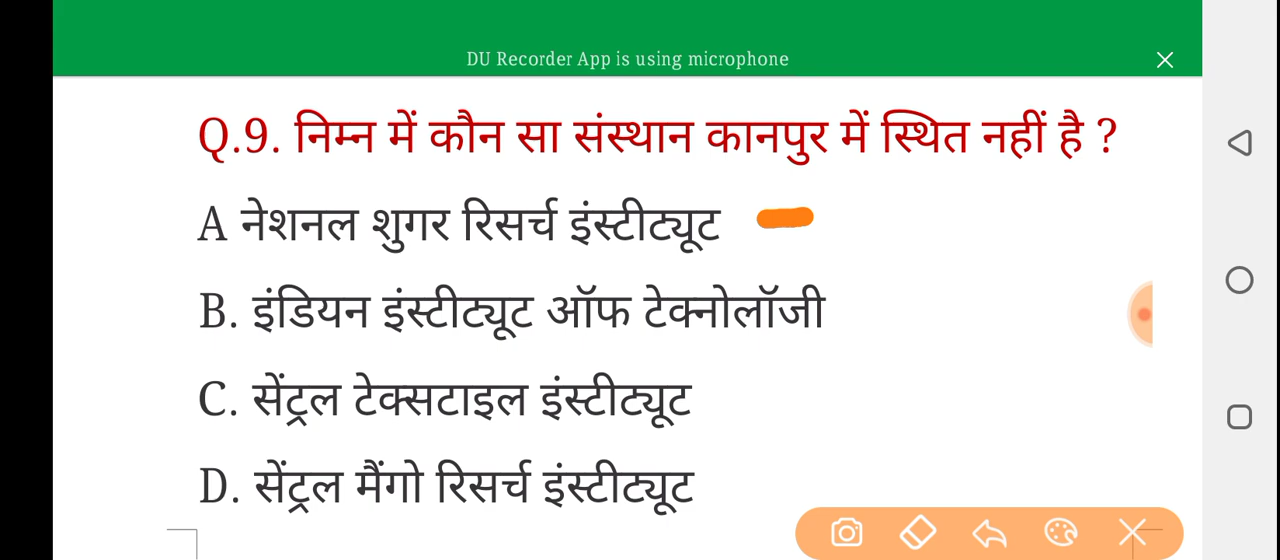 DU Recorder App is using microphone
Q.9. निम्न में कौन सा संस्थान कानपुर में स्थित नहीं है ?
A नेशनल शुगर रिसर्च इंस्टीट्यूट
B. इंडियन इंस्टीट्यूट ऑफ टेक्नोलॉजी
C. सेंट्रल टेक्सटाइल इंस्टीट्यूट
D. सेंट्रल मैंगो रिसर्च इंस्टीट्यूट